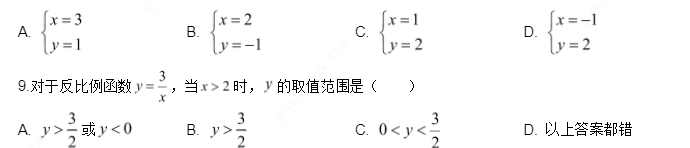 A. { x = 3 y = 1  B. { x = 2 y = −1  C. { x = 1 y = 2  D. { x = −1 y = 2
9.对于反比例函数 y = 3/x ，当 x > 2 时， y 的取值范围是（  ）
A. y > 3/2 或 y < 0  B. y > 3/2  C. 0 < y < 3/2  D. 以上答案都错